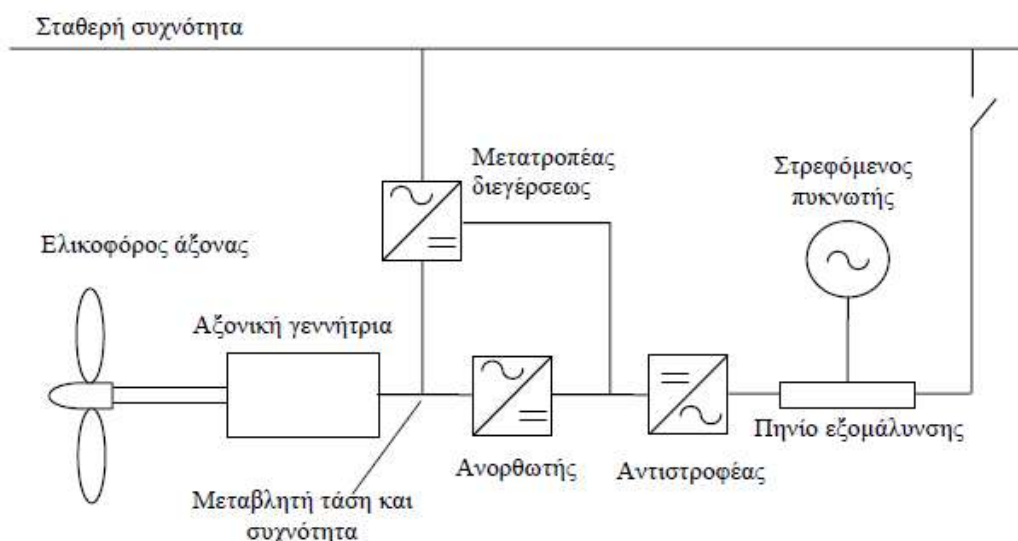 Σταθερή συχνότητα
Μετατροπέας
διεγέρσεως
Στρεφόμενος
πυκνωτής
Ελικοφόρος άξονας
Αξονική γεννήτρια
Πηνίο εξομάλυνσης
Ανορθωτής
Αντιστροφέας
Μεταβλητή τάση και
συχνότητα